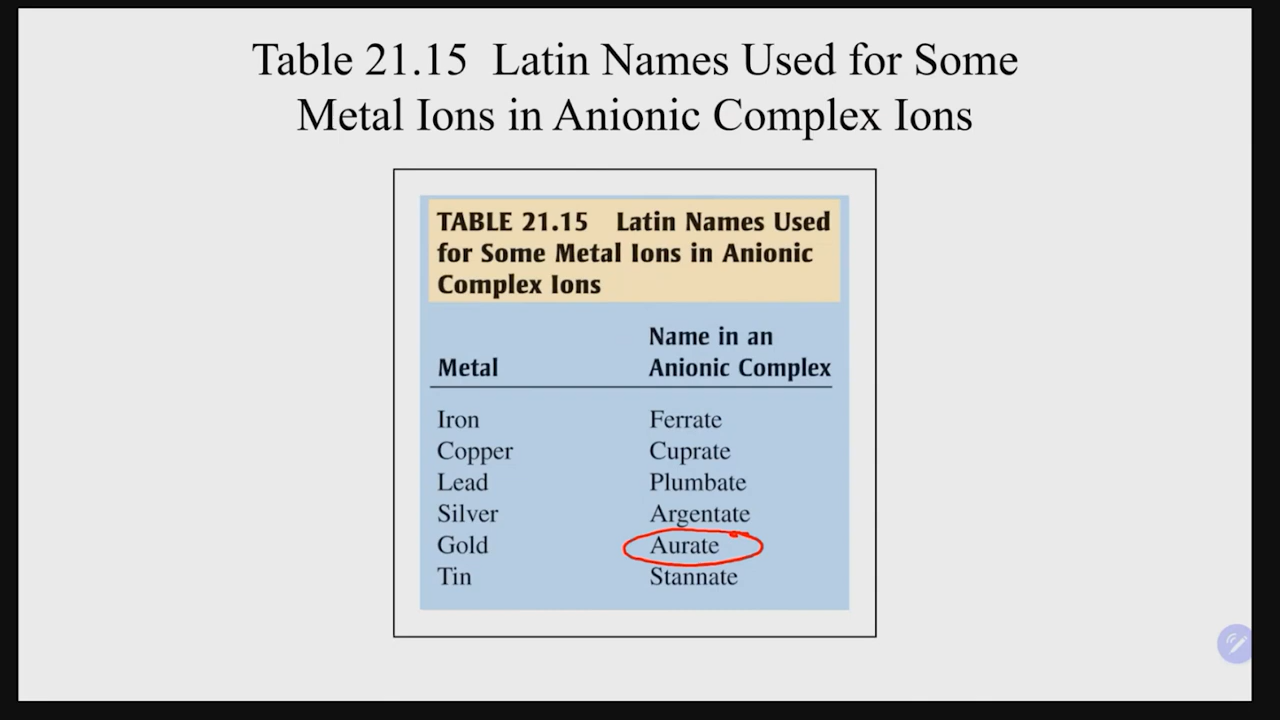 Table 21.15 Latin Names Used for Some
Metal Ions in Anionic Complex Ions
TABLE 21.15 Latin Names Used
for Some Metal Ions in Anionic
Complex Ions
Metal Name in an Anionic Complex
Iron Ferrate
Copper Cuprate
Lead Plumbate
Silver Argentate
Gold Aurate
Tin Stannate